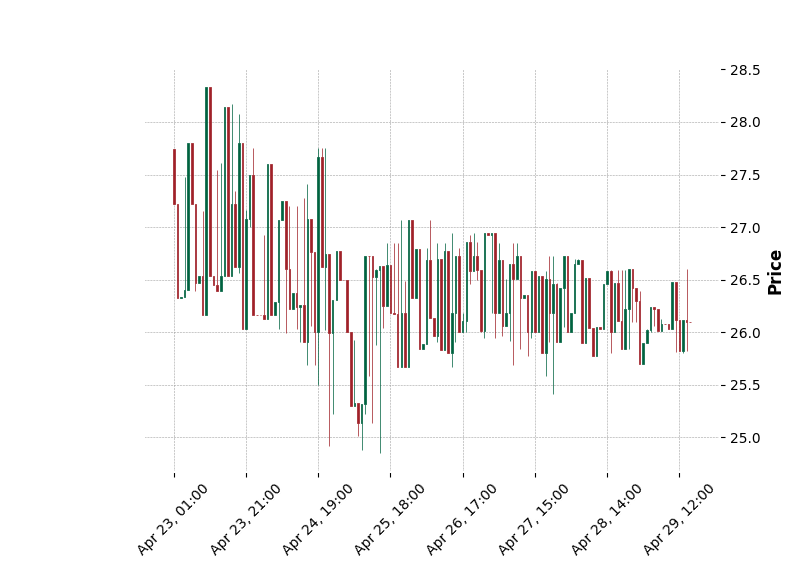 28.5
28.0
27.5
27.0
26.5
26.0
25.5
25.0
Price
Apr 23, 01:00
Apr 23, 21:00
Apr 24, 19:00
Apr 25, 18:00
Apr 26, 17:00
Apr 27, 15:00
Apr 28, 14:00
Apr 29, 12:00